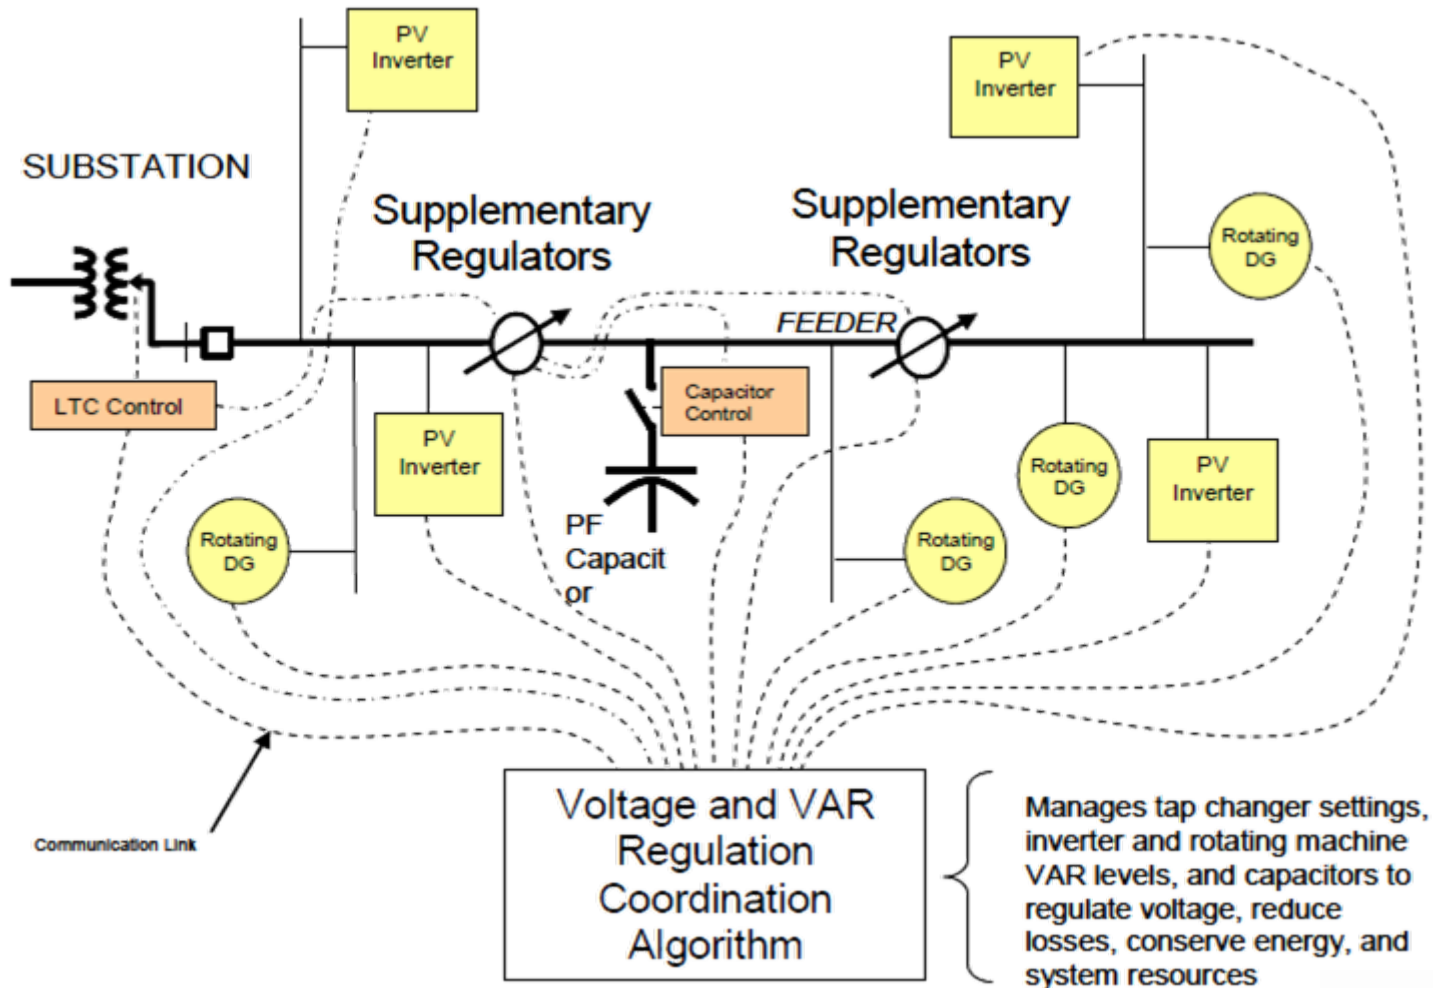 PV
Inverter
PV
Inverter
SUBSTATION
Supplementary
Regulators
Supplementary
Regulators
Rotating
DG
FEEDER
LTC Control
Capacitor
Control
PV
Inverter
Rotating
DG
PV
Inverter
Rotating
DG
PF
Capacit
or
Rotating
DG
Communication Link
Voltage and VAR
Regulation
Coordination
Algorithm
Manages tap changer settings,
inverter and rotating machine
VAR levels, and capacitors to
regulate voltage, reduce
losses, conserve energy, and
system resources